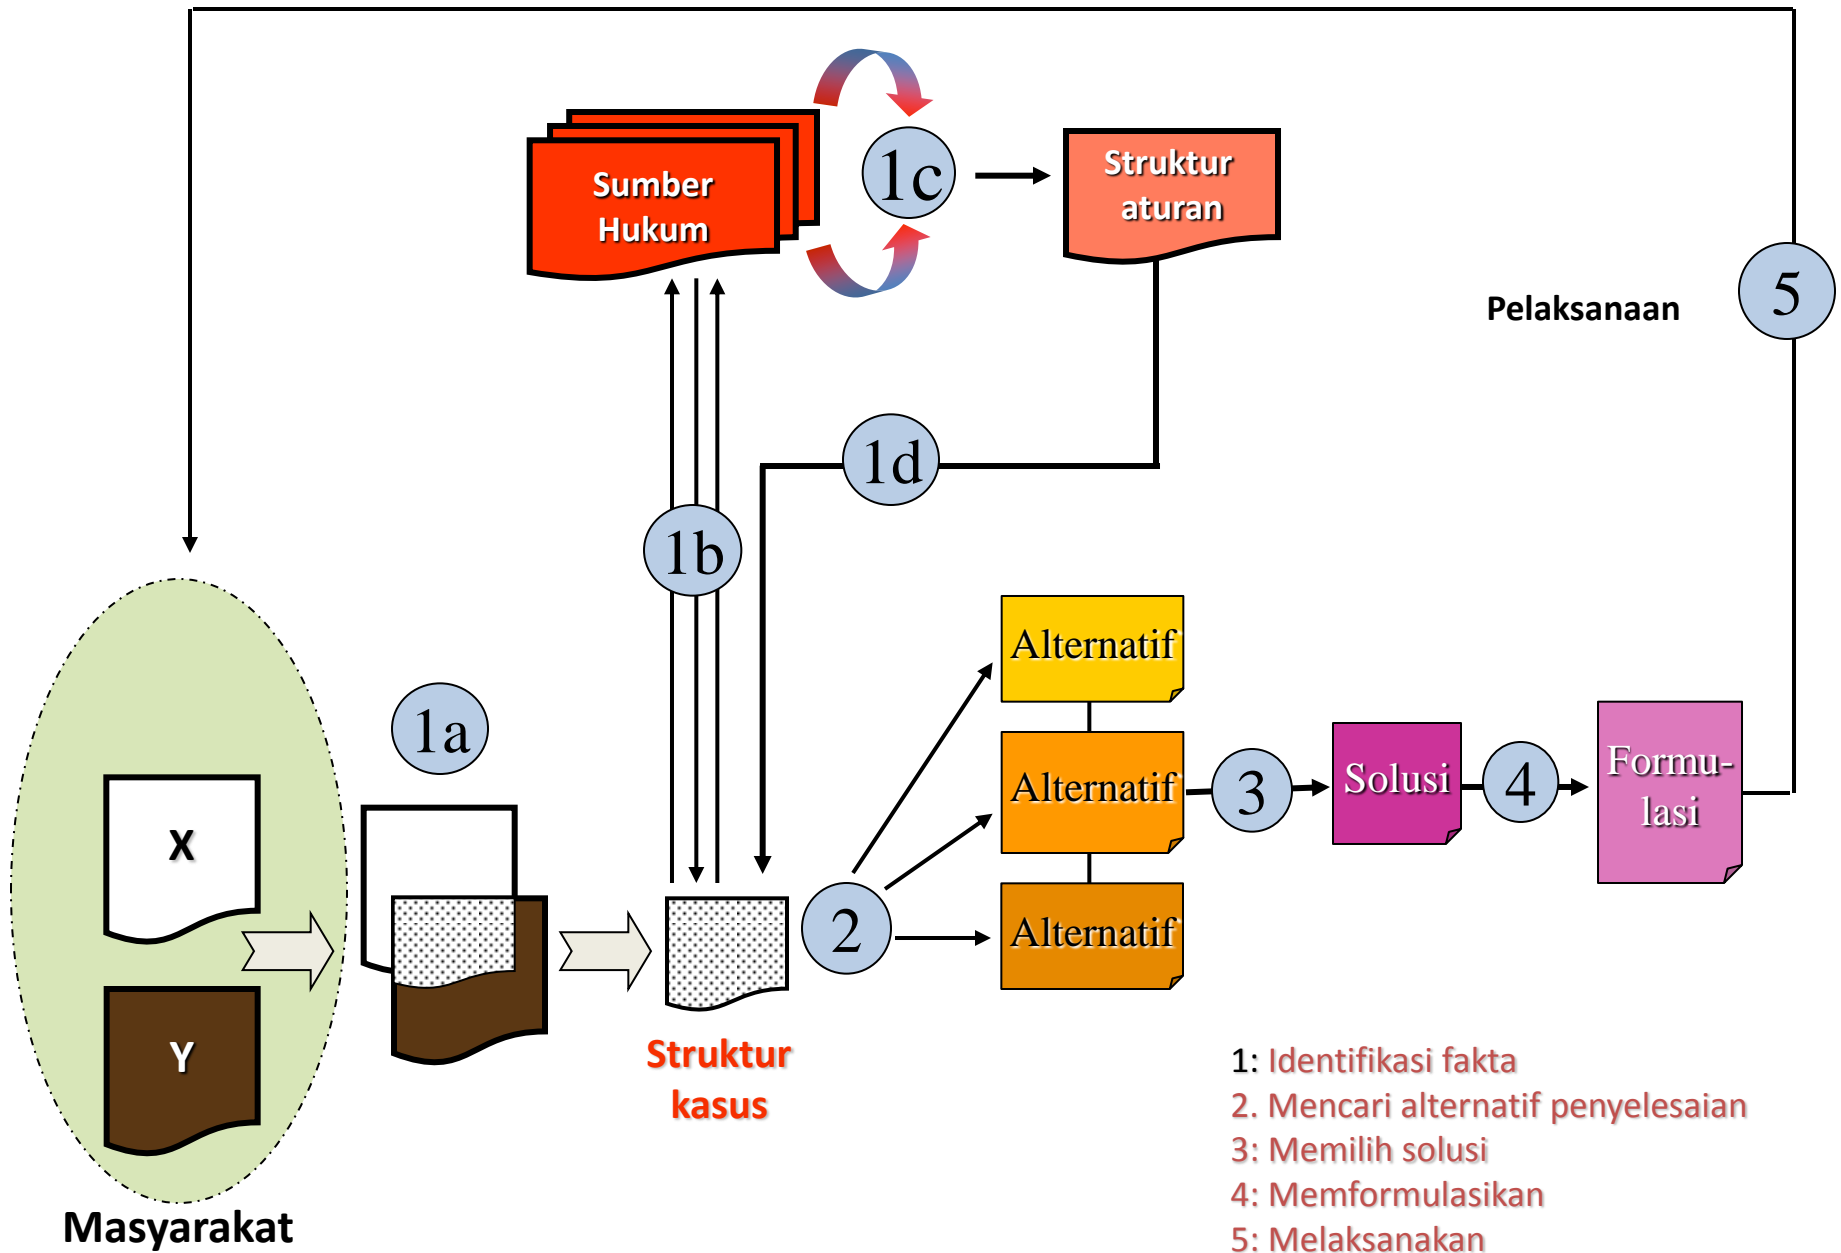 Sumber
Hukum
1c
Struktur
aturan
5
Pelaksanaan
1d
1b
Alternatif
1a
Alternatif
3
Solusi
4
Formu-
lasi
X
2
Alternatif
Y
Struktur
kasus
Masyarakat
1: Identifikasi fakta
2. Mencari alternatif penyelesaian
3: Memilih solusi
4: Memformulasikan
5: Melaksanakan